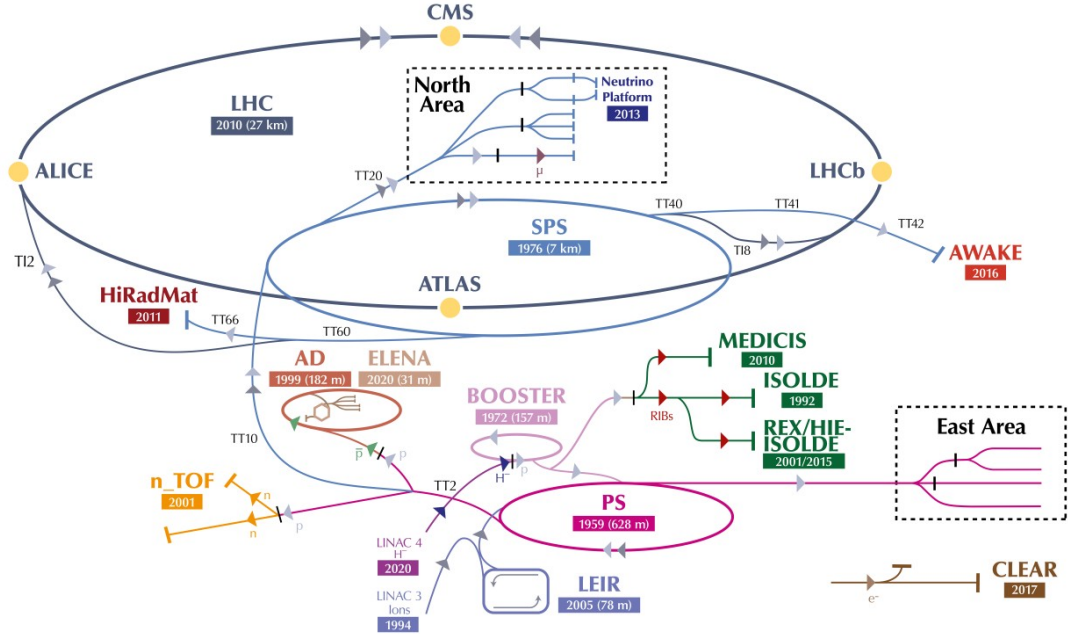 CMS
North
Area
Neutrino
Platform
2013
LHC
2010 (27 km)
ALICE
LHCb
TT20
μ
TT40
TT41
TT42
SPS
1976 (7 km)
TI8
AWAKE
2016
TI2
ATLAS
HiRadMat
2011
TT66
TT60
AD
1999 (182 m)
ELENA
2020 (31 m)
MEDICIS
2010
BOOSTER
1972 (157 m)
ISOLDE
1992
RIBs
REX/HIE-
ISOLDE
2001/2015
East Area
TT10
p̅
p
H⁻
p
n_TOF
2001
n
n
p
TT2
PS
1959 (628 m)
LINAC 4
H⁻
2020
LINAC 3
Ions
1994
LEIR
2005 (78 m)
e⁻
CLEAR
2017